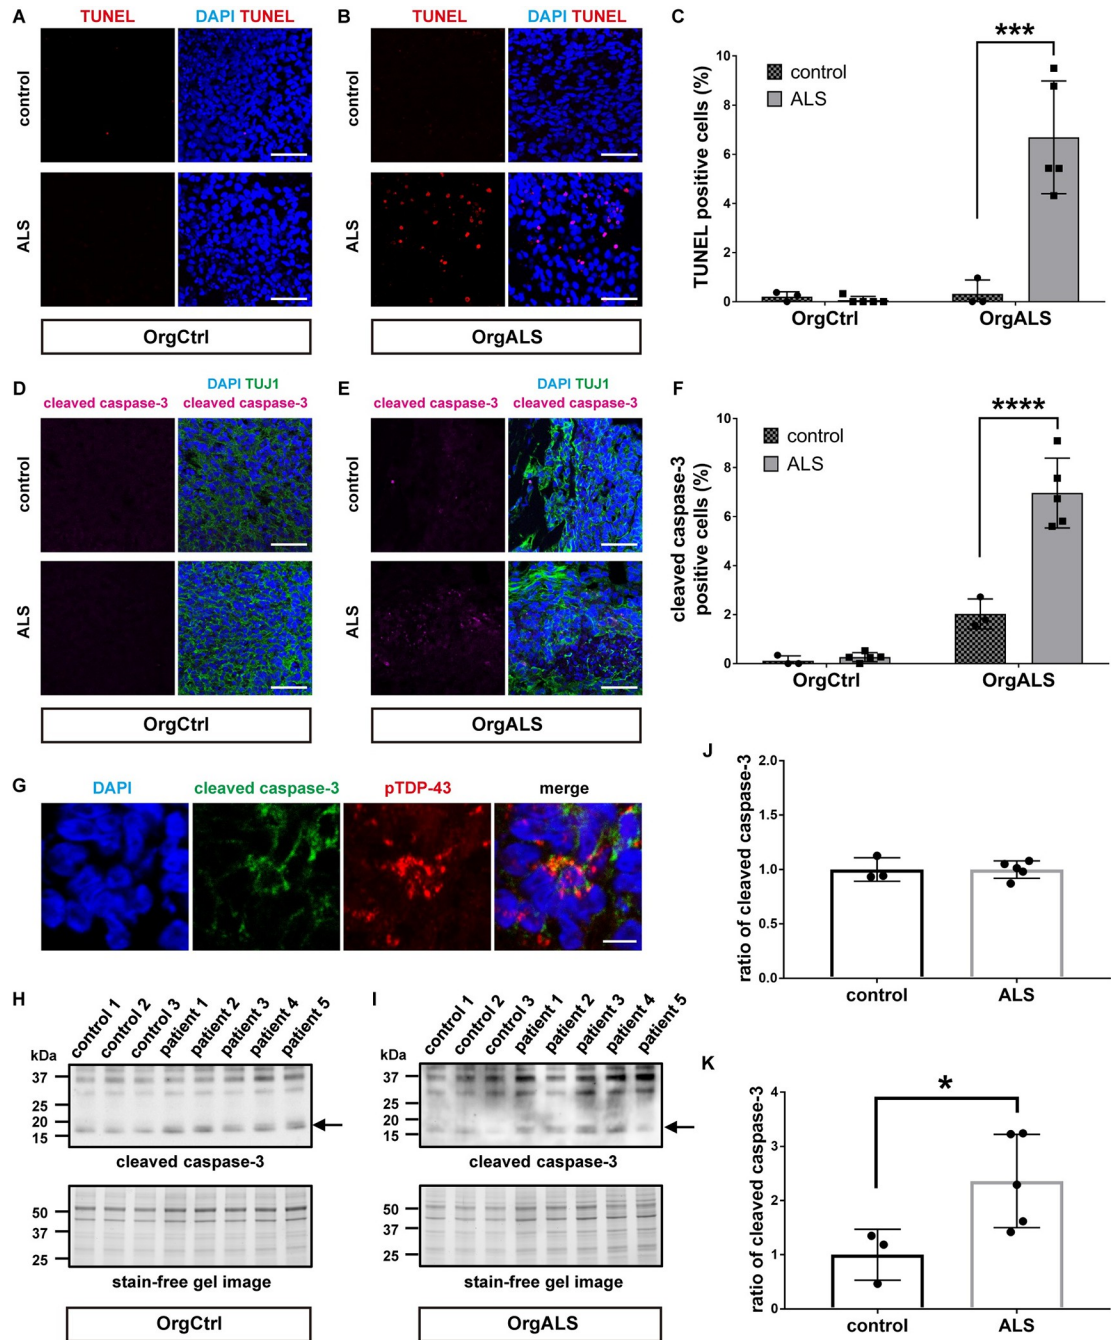 A
TUNEL
DAPI TUNEL
control
ALS
OrgCtrl
B
TUNEL
DAPI TUNEL
control
ALS
OrgALS
C
TUNEL positive cells (%)
10
8
6
4
2
0
control
ALS
***
OrgCtrl
OrgALS
D
DAPI TUJ1
cleaved caspase-3
cleaved caspase-3
control
ALS
OrgCtrl
E
DAPI TUJ1
cleaved caspase-3
cleaved caspase-3
control
ALS
OrgALS
F
cleaved caspase-3
positive cells (%)
10
8
6
4
2
0
control
ALS
****
OrgCtrl
OrgALS
G
DAPI
cleaved caspase-3
pTDP-43
merge
H
control 1
control 2
control 3
patient 1
patient 2
patient 3
patient 4
patient 5
kDa
37
25
20
15
cleaved caspase-3
50
37
25
stain-free gel image
OrgCtrl
I
control 1
control 2
control 3
patient 1
patient 2
patient 3
patient 4
patient 5
kDa
37
25
20
15
cleaved caspase-3
50
37
25
stain-free gel image
OrgALS
J
ratio of cleaved caspase-3
2.0
1.5
1.0
0.5
0.0
control
ALS
K
ratio of cleaved caspase-3
4
3
2
1
0
*
control
ALS